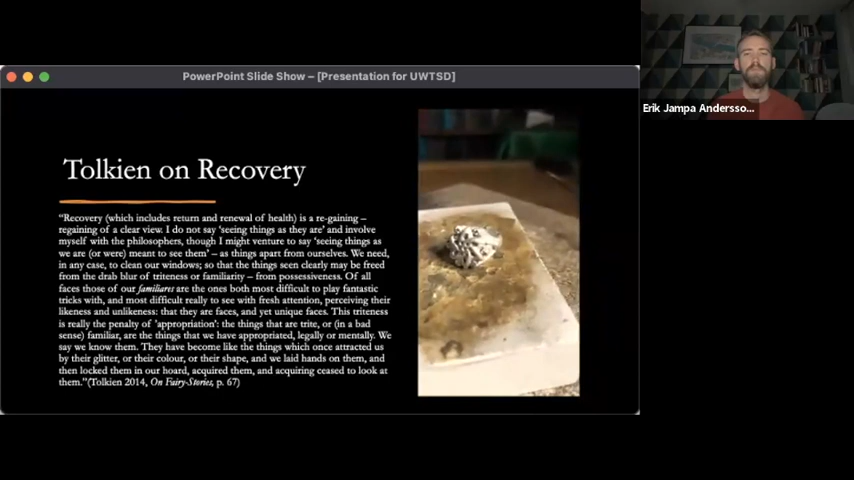 PowerPoint Slide Show – [Presentation for UWTSD]
Erik Jampa Andersso...
Tolkien on Recovery
“Recovery (which includes return and renewal of health) is a re-gaining –
regaining of a clear view. I do not say ‘seeing things as they are’ and involve
myself with the philosophers, though I might venture to say ‘seeing things as
we are (or were) meant to see them’ – as things apart from ourselves. We need,
in any case, to clean our windows; so that the things seen clearly may be freed
from the drab blur of triteness or familiarity – from possessiveness. Of all
faces those of our familiares are the ones both most difficult to play fantastic
tricks with, and most difficult really to see with fresh attention, perceiving their
likeness and unlikeness: that they are faces, and yet unique faces. This triteness
is really the penalty of ‘appropriation’: the things that are trite, or (in a bad
sense) familiar, are the things that we have appropriated, legally or mentally. We
say we know them. They have become like the things which once attracted us
by their glitter, or their colour, or their shape, and we laid hands on them, and
then locked them in our hoard, acquired them, and acquiring ceased to look at
them.”(Tolkien 2014, On Fairy-Stories, p. 67)